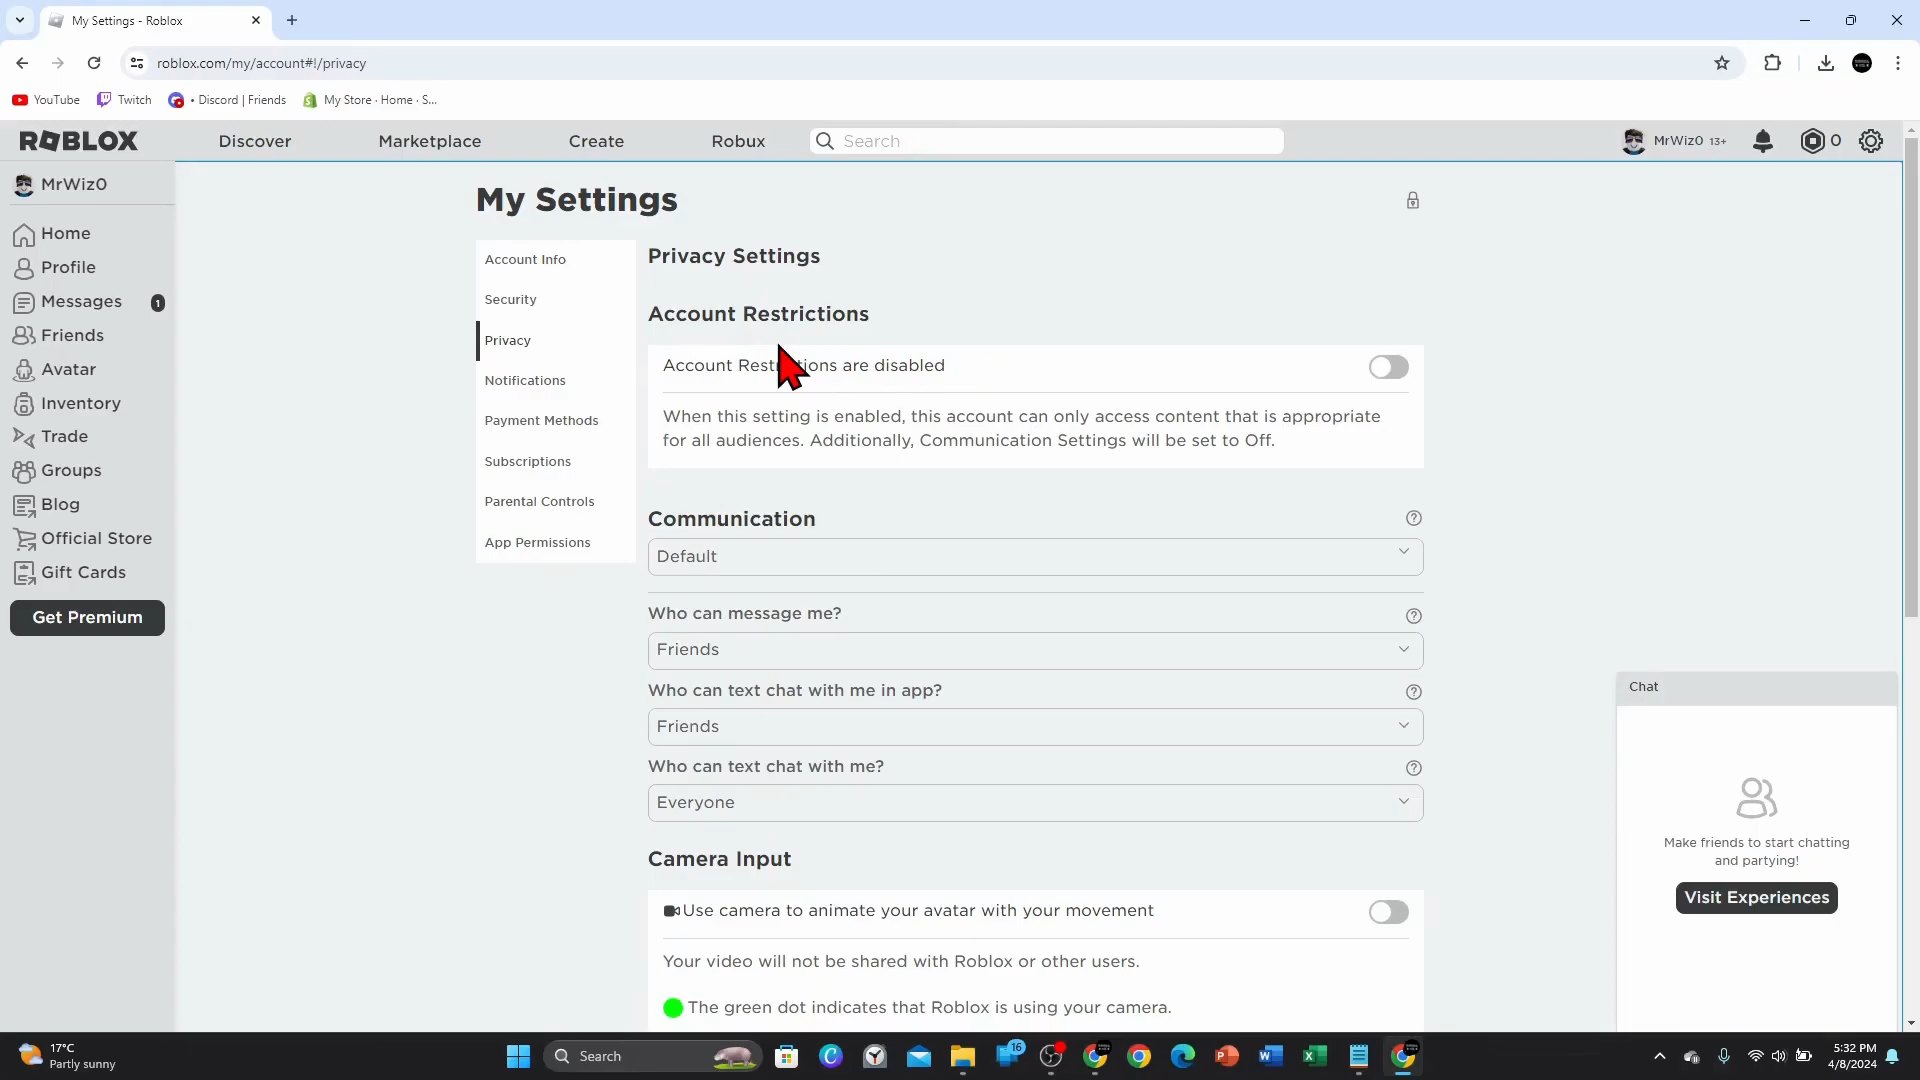 My Settings - Roblox
roblox.com/my/account#!/privacy
YouTube
Twitch
• Discord | Friends
My Store · Home · S...
ROBLOX
Discover
Marketplace
Create
Robux
Search
MrWiz0 13+
0
MrWiz0
Home
Profile
Messages 1
Friends
Avatar
Inventory
Trade
Groups
Blog
Official Store
Gift Cards
Get Premium
My Settings
Account Info
Security
Privacy
Notifications
Payment Methods
Subscriptions
Parental Controls
App Permissions
Privacy Settings
Account Restrictions
Account Restrictions are disabled
When this setting is enabled, this account can only access content that is appropriate
for all audiences. Additionally, Communication Settings will be set to Off.
Communication
Default
Who can message me?
Friends
Who can text chat with me in app?
Friends
Who can text chat with me?
Everyone
Camera Input
Use camera to animate your avatar with your movement
Your video will not be shared with Roblox or other users.
The green dot indicates that Roblox is using your camera.
Chat
Make friends to start chatting
and partying!
Visit Experiences
17°C
Partly sunny
Search
16
5:32 PM
4/8/2024